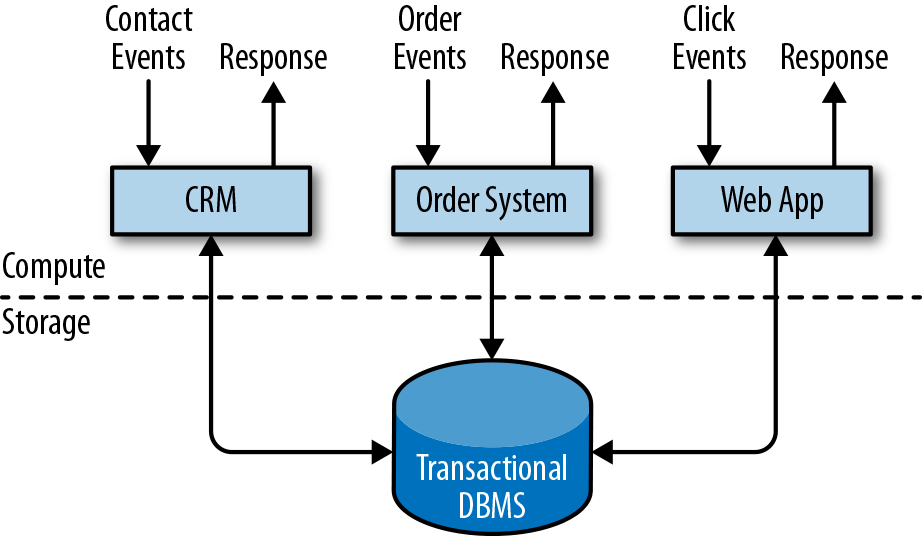 Contact
Events
Response
Order
Events
Response
Click
Events
Response
CRM
Order System
Web App
Compute
Storage
Transactional
DBMS